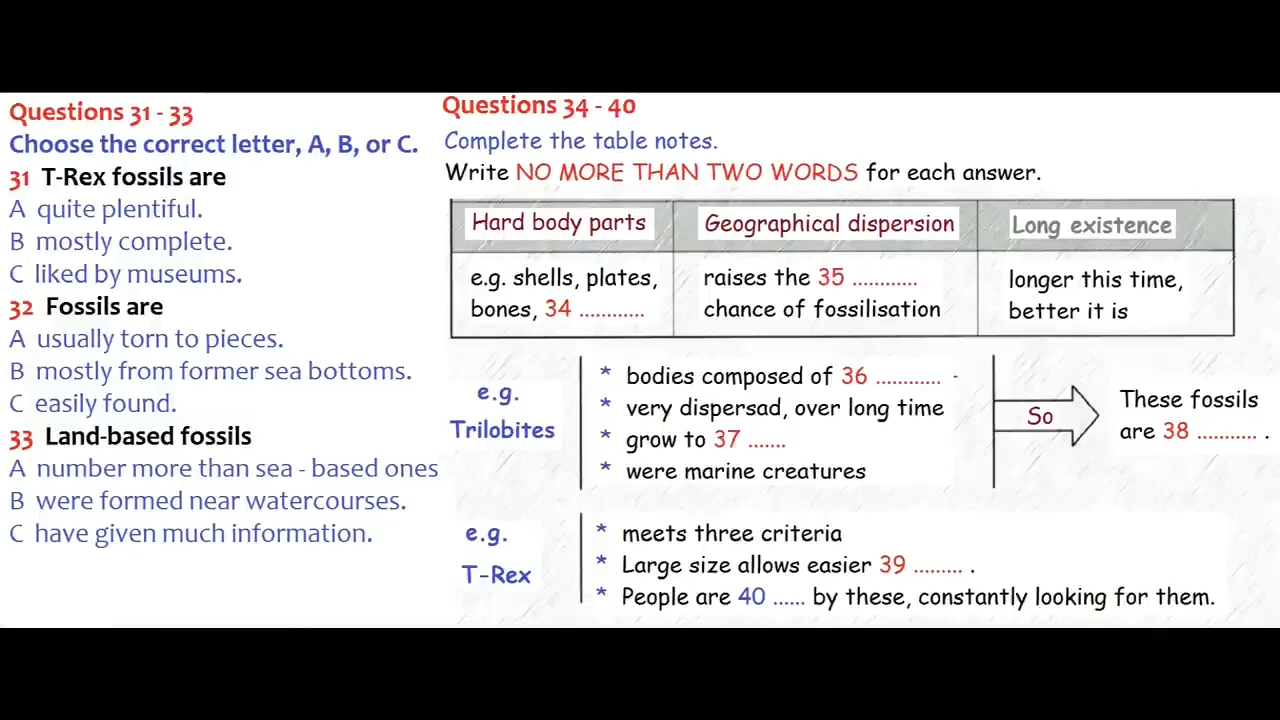 Questions 31 - 33
Choose the correct letter, A, B, or C.
31 T-Rex fossils are
A quite plentiful.
B mostly complete.
C liked by museums.
32 Fossils are
A usually torn to pieces.
B mostly from former sea bottoms.
C easily found.
33 Land-based fossils
A number more than sea - based ones
B were formed near watercourses.
C have given much information.
Questions 34 - 40
Complete the table notes.
Write NO MORE THAN TWO WORDS for each answer.
Hard body parts
e.g. shells, plates,
bones, 34 ............
Geographical dispersion
raises the 35 ............
chance of fossilisation
Long existence
longer this time,
better it is
e.g.
Trilobites
* bodies composed of 36 ............ -
* very dispersad, over long time
* grow to 37 .......
* were marine creatures
So
These fossils
are 38 ........... .
e.g.
T-Rex
* meets three criteria
* Large size allows easier 39 ......... .
* People are 40 ...... by these, constantly looking for them.